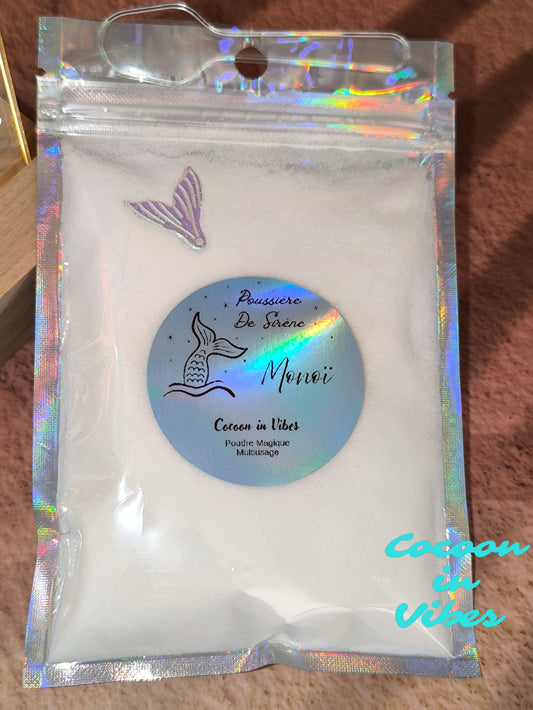 Poussière
De Sirène
Monoï
Cocoon in Vibes
Poudre Magique
Multiusage
Cocoon
in
Vibes